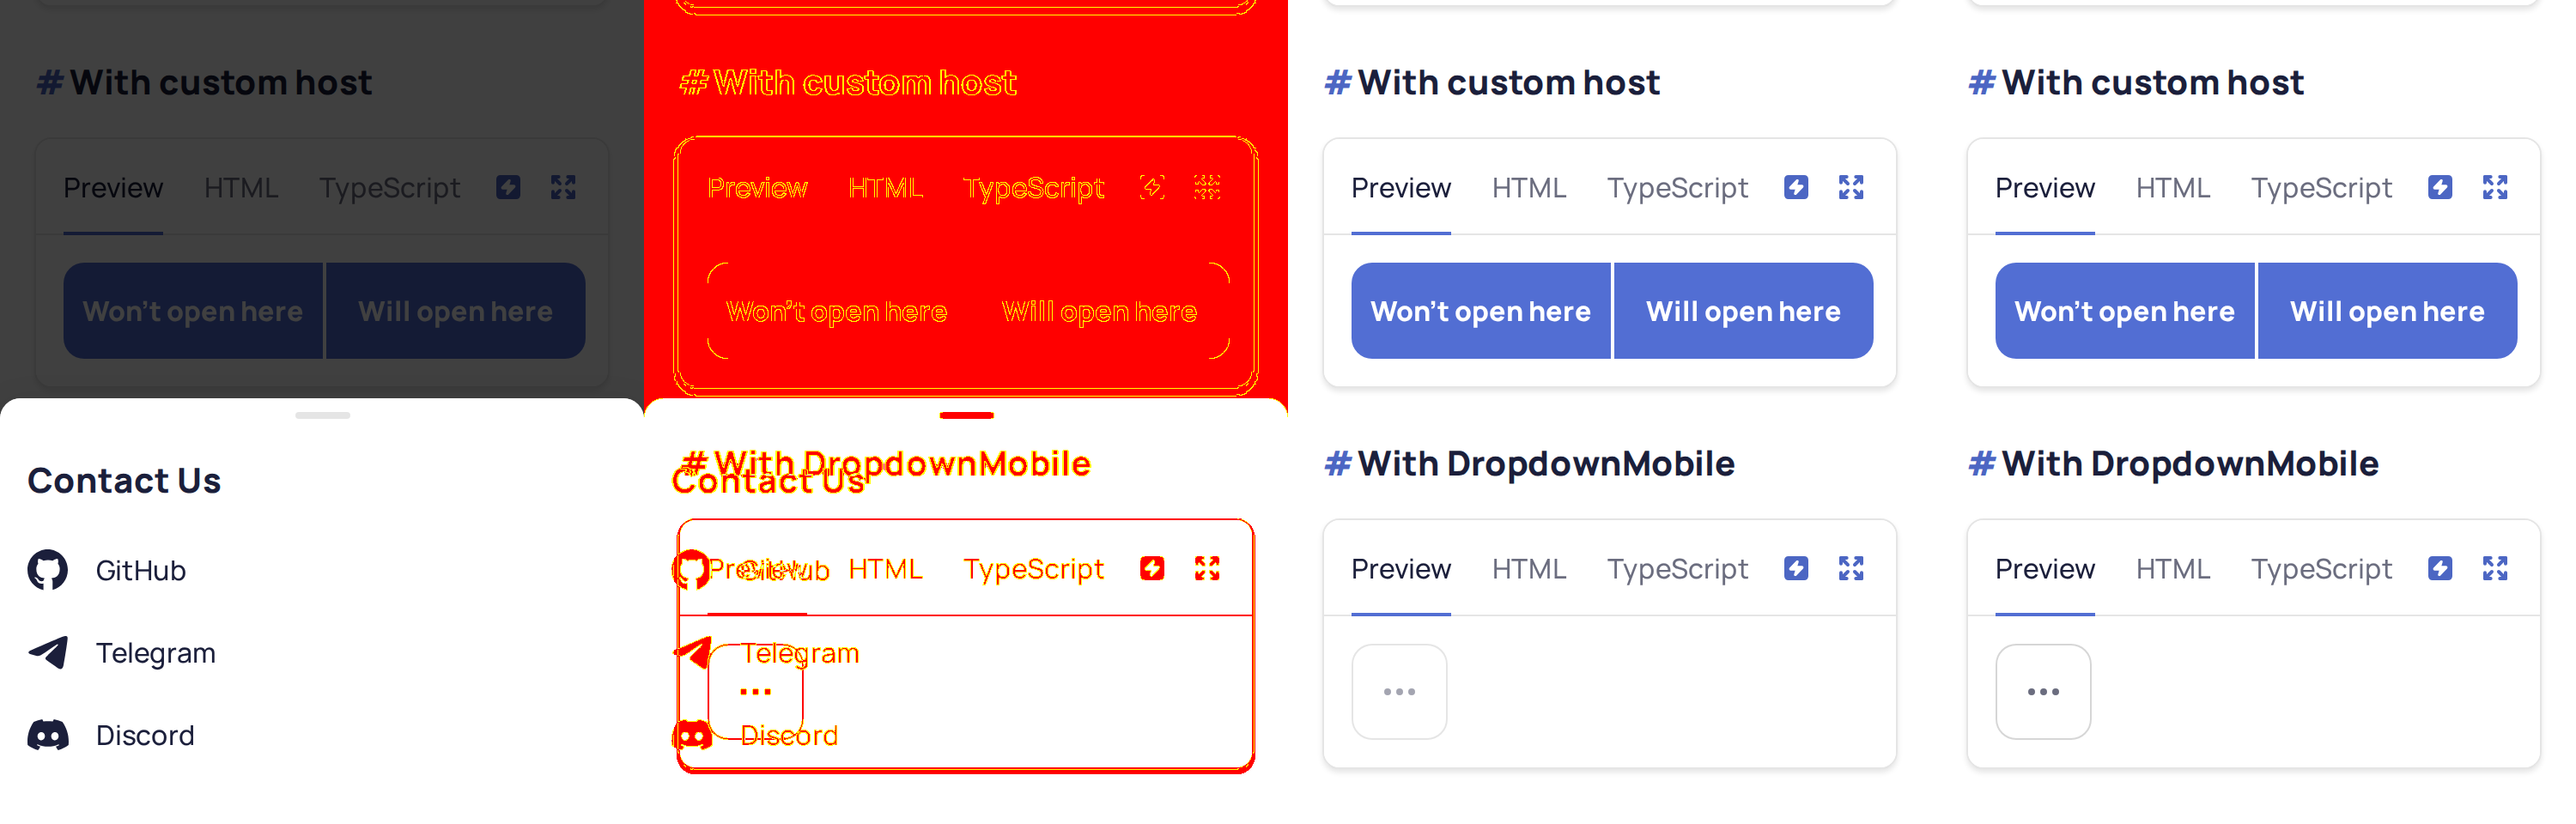 # With custom host
Preview HTML TypeScript
Won't open here Will open here
Contact Us
GitHub
Telegram
Discord
# With custom host
Preview HTML TypeScript
Won't open here Will open here
# With DropdownMobile
Contact Us
Preview HTML TypeScript
GitHub
Telegram
Discord
# With custom host
Preview HTML TypeScript
Won't open here Will open here
# With DropdownMobile
Preview HTML TypeScript
# With custom host
Preview HTML TypeScript
Won't open here Will open here
# With DropdownMobile
Preview HTML TypeScript